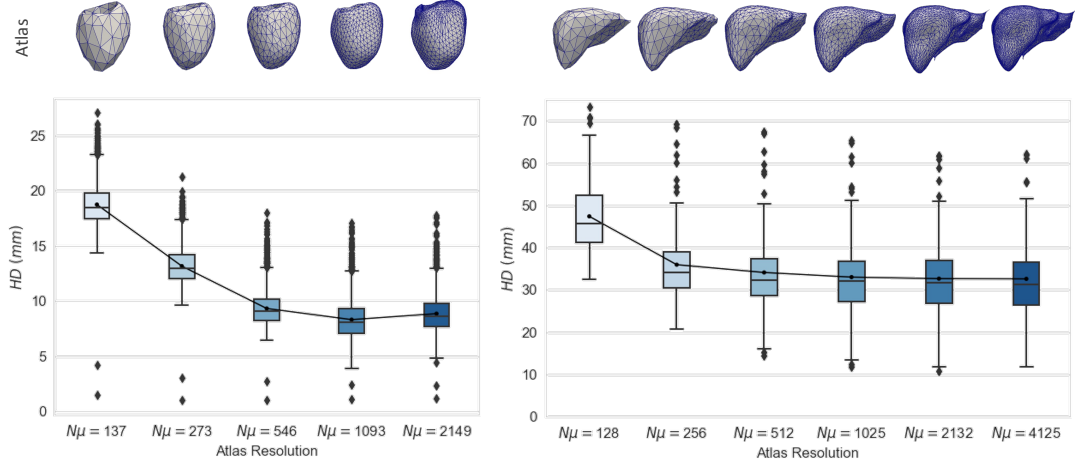 Atlas
HD (mm)
25
20
15
10
5
0
Nμ = 137 Nμ = 273 Nμ = 546 Nμ = 1093 Nμ = 2149
Atlas Resolution
HD (mm)
70
60
50
40
30
20
10
0
Nμ = 128 Nμ = 256 Nμ = 512 Nμ = 1025 Nμ = 2132 Nμ = 4125
Atlas Resolution